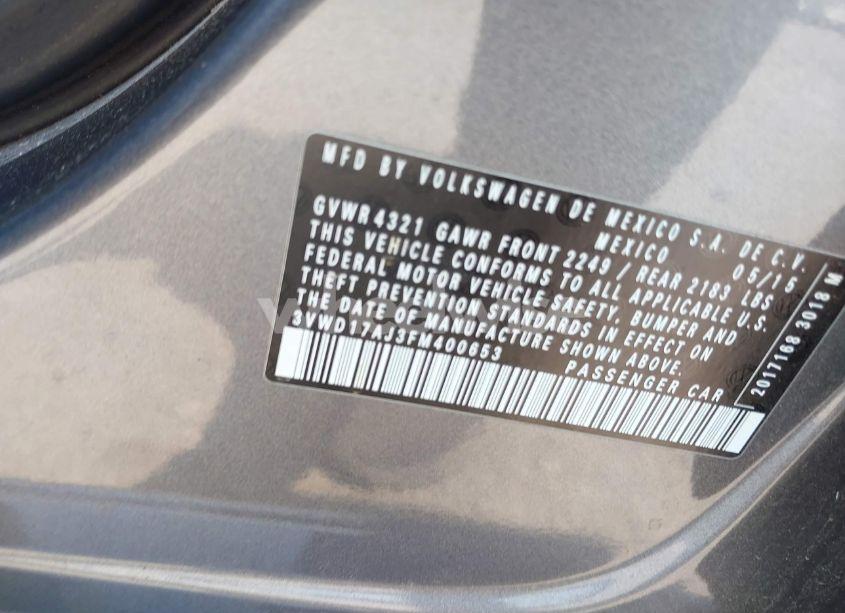 MFD BY VOLKSWAGEN DE MEXICO S.A. DE C.V.
MEXICO 05/15
GVWR 4321 GAWR FRONT 2249 / REAR 2183 LBS
THIS VEHICLE CONFORMS TO ALL APPLICABLE U.S.
FEDERAL MOTOR VEHICLE SAFETY, BUMPER AND
THEFT PREVENTION STANDARDS IN EFFECT ON
THE DATE OF MANUFACTURE SHOWN ABOVE.
3VWD17AJ3FM400653 PASSENGER CAR
2017168 3018 M